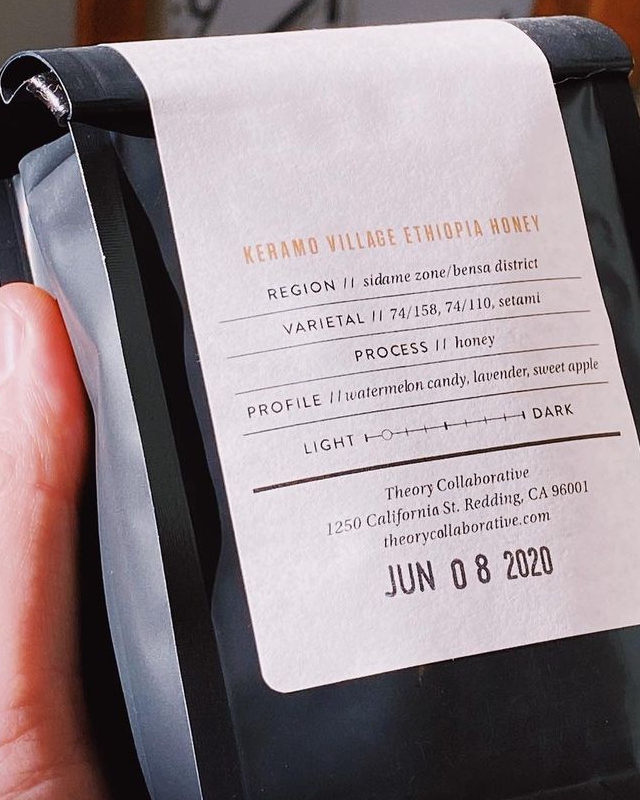 KERAMO VILLAGE ETHIOPIA HONEY
REGION // sidame zone/bensa district
VARIETAL // 74/158, 74/110, setami
PROCESS // honey
PROFILE // watermelon candy, lavender, sweet apple
LIGHT DARK
Theory Collaborative
1250 California St. Redding, CA 96001
theorycollaborative.com
JUN 08 2020